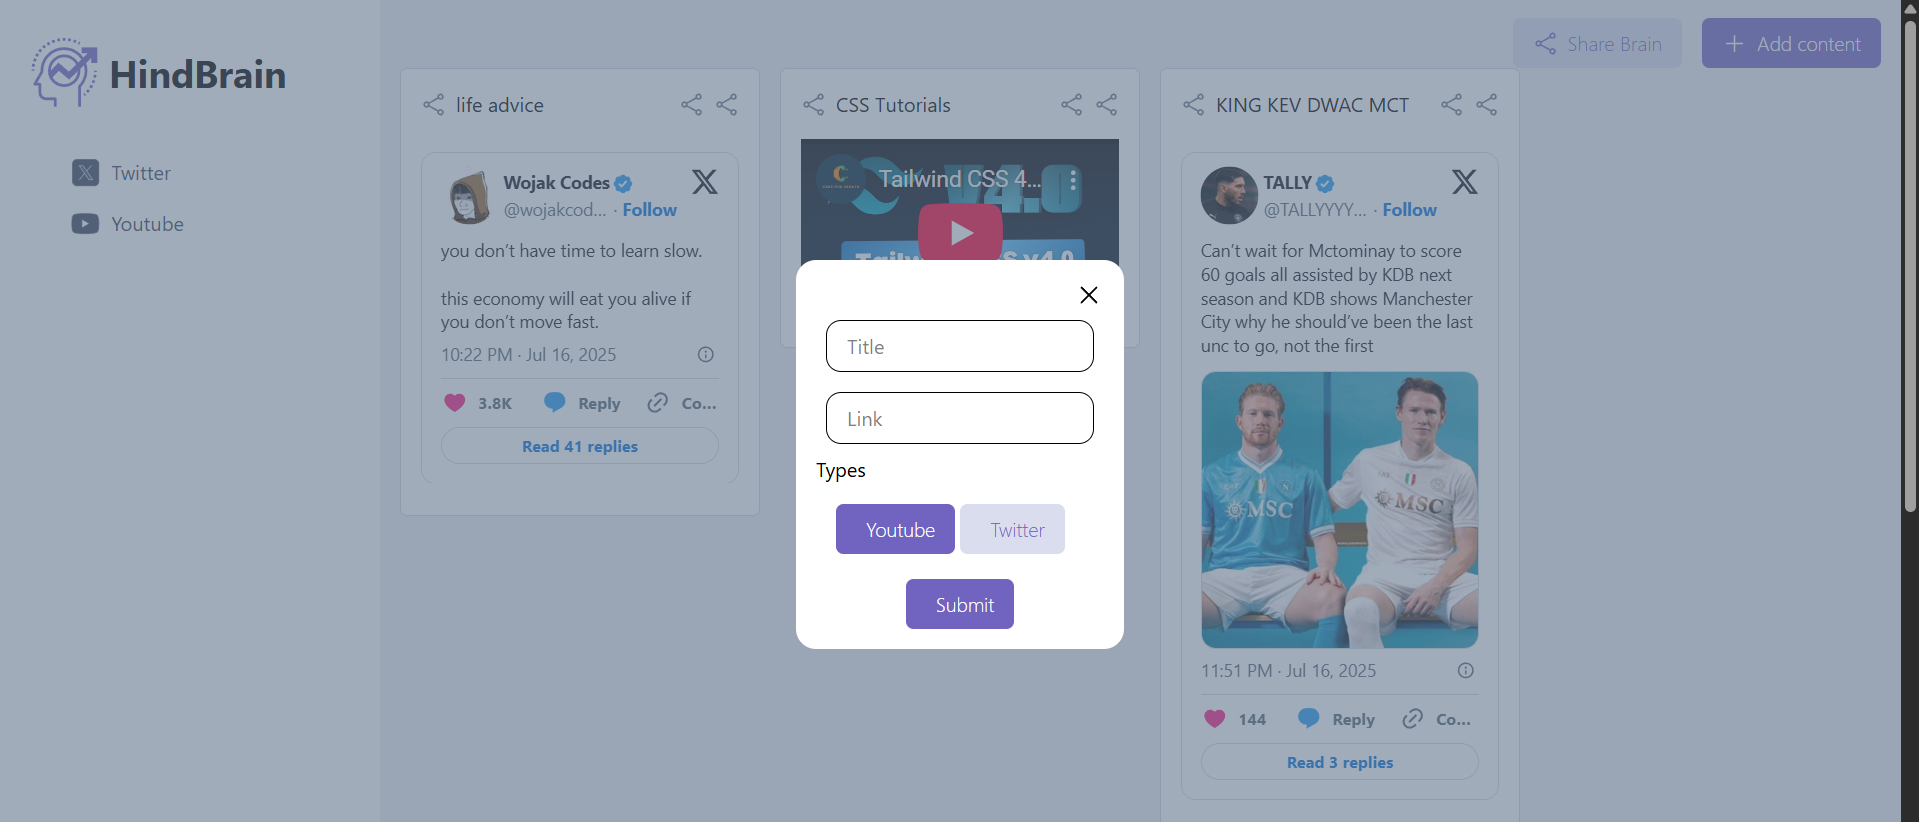 HindBrain
Twitter
Youtube
Share Brain
+ Add content
life advice
Wojak Codes
@wojakcod... · Follow
you don’t have time to learn slow.
this economy will eat you alive if
you don’t move fast.
10:22 PM · Jul 16, 2025
3.8K
Reply
Co...
Read 41 replies
CSS Tutorials
Tailwind CSS 4...
V4.0
Title
Link
Types
Youtube
Twitter
Submit
KING KEV DWAC MCT
TALLY
@TALLYYYY... · Follow
Can’t wait for Mctominay to score
60 goals all assisted by KDB next
season and KDB shows Manchester
City why he should’ve been the last
unc to go, not the first
MSC
MSC
11:51 PM · Jul 16, 2025
144
Reply
Co...
Read 3 replies